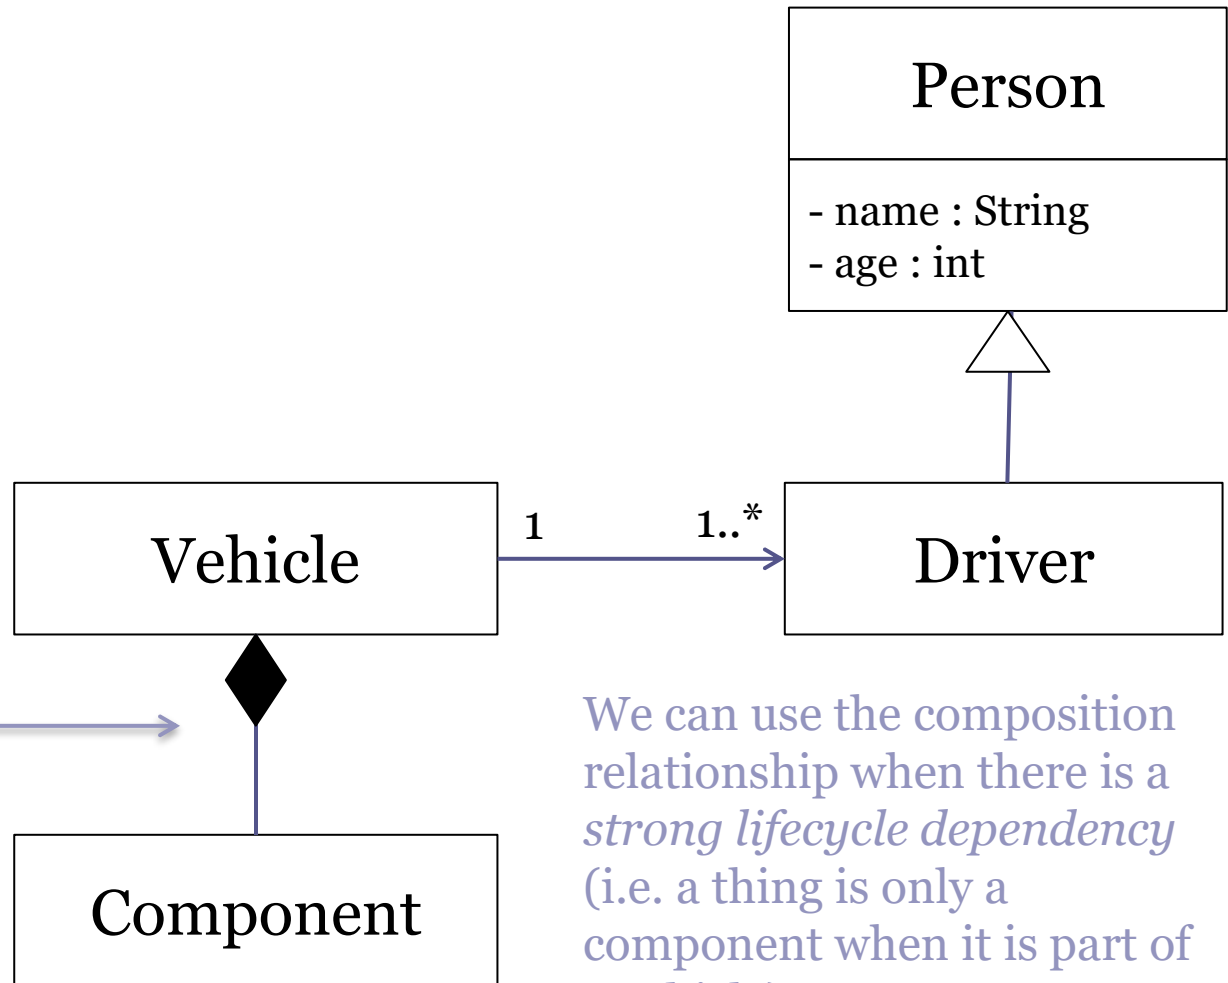 Person
- name : String
- age : int
Vehicle
1
1..*
Driver
We can use the composition
relationship when there is a
strong lifecycle dependency
(i.e. a thing is only a
component when it is part of
Component